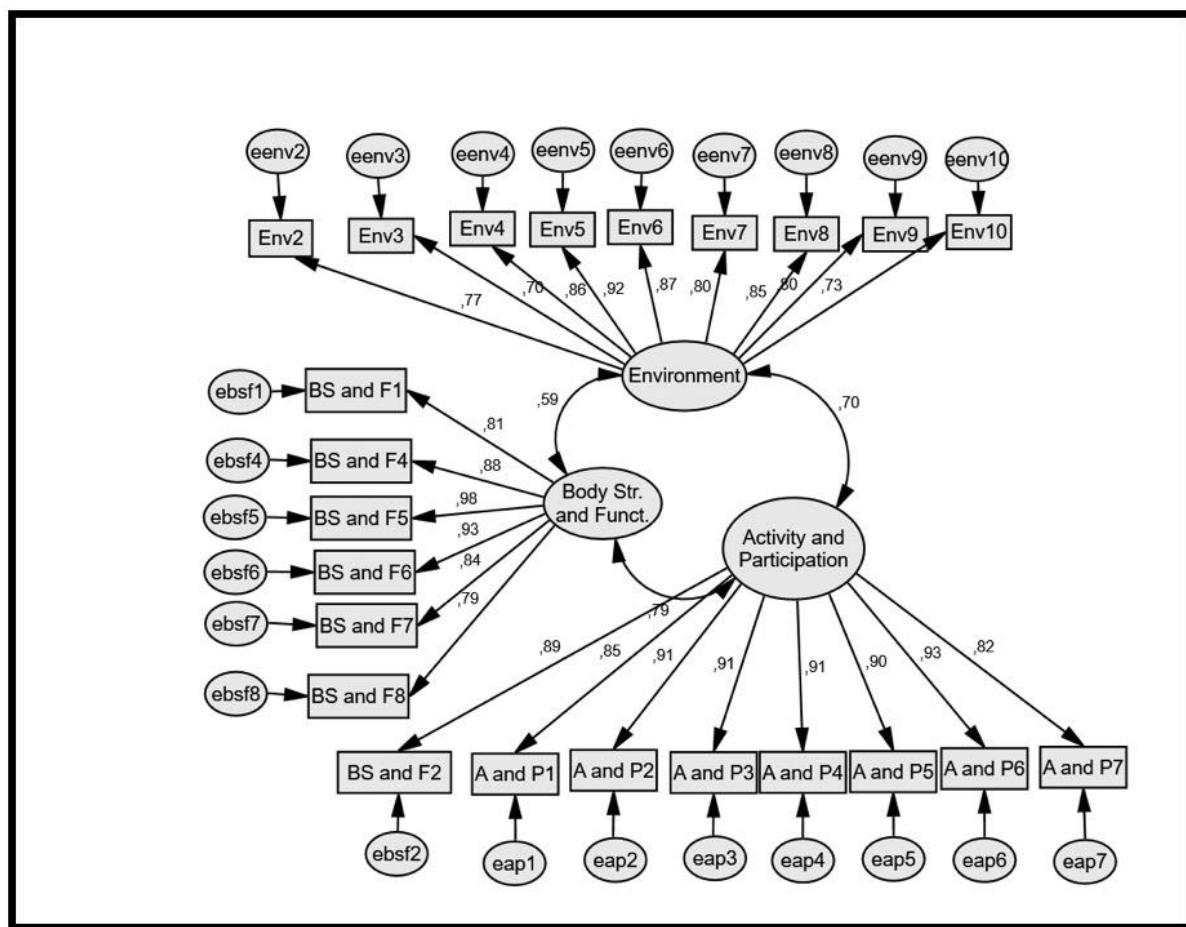 eenv2
eenv3
eenv4
eenv5
eenv6
eenv7
eenv8
eenv9
eenv10
Env2
Env3
Env4
Env5
Env6
Env7
Env8
Env9
Env10
,77
,70
,86
,92
,87
,80
,85
,80
,73
Environment
,59
,70
ebsf1
BS and F1
,81
ebsf4
BS and F4
,88
ebsf5
BS and F5
,98
ebsf6
BS and F6
,93
ebsf7
BS and F7
,84
ebsf8
BS and F8
,79
Body Str.
and Funct.
Activity and
Participation
,79
,89
,85
,91
,91
,91
,90
,93
,82
BS and F2
A and P1
A and P2
A and P3
A and P4
A and P5
A and P6
A and P7
ebsf2
eap1
eap2
eap3
eap4
eap5
eap6
eap7